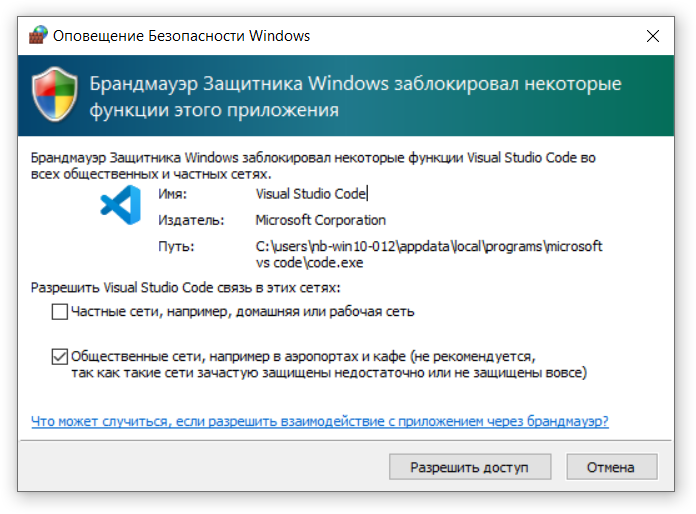 Оповещение Безопасности Windows
Брандмауэр Защитника Windows заблокировал некоторые
функции этого приложения
Брандмауэр Защитника Windows заблокировал некоторые функции Visual Studio Code во
всех общественных и частных сетях.
Имя: Visual Studio Code
Издатель: Microsoft Corporation
Путь: C:\users\nb-win10-012\appdata\local\programs\microsoft
vs code\code.exe
Разрешить Visual Studio Code связь в этих сетях:
Частные сети, например, домашняя или рабочая сеть
Общественные сети, например в аэропортах и кафе (не рекомендуется,
так как такие сети зачастую защищены недостаточно или не защищены вовсе)
Что может случиться, если разрешить взаимодействие с приложением через брандмауэр?
Разрешить доступ Отмена